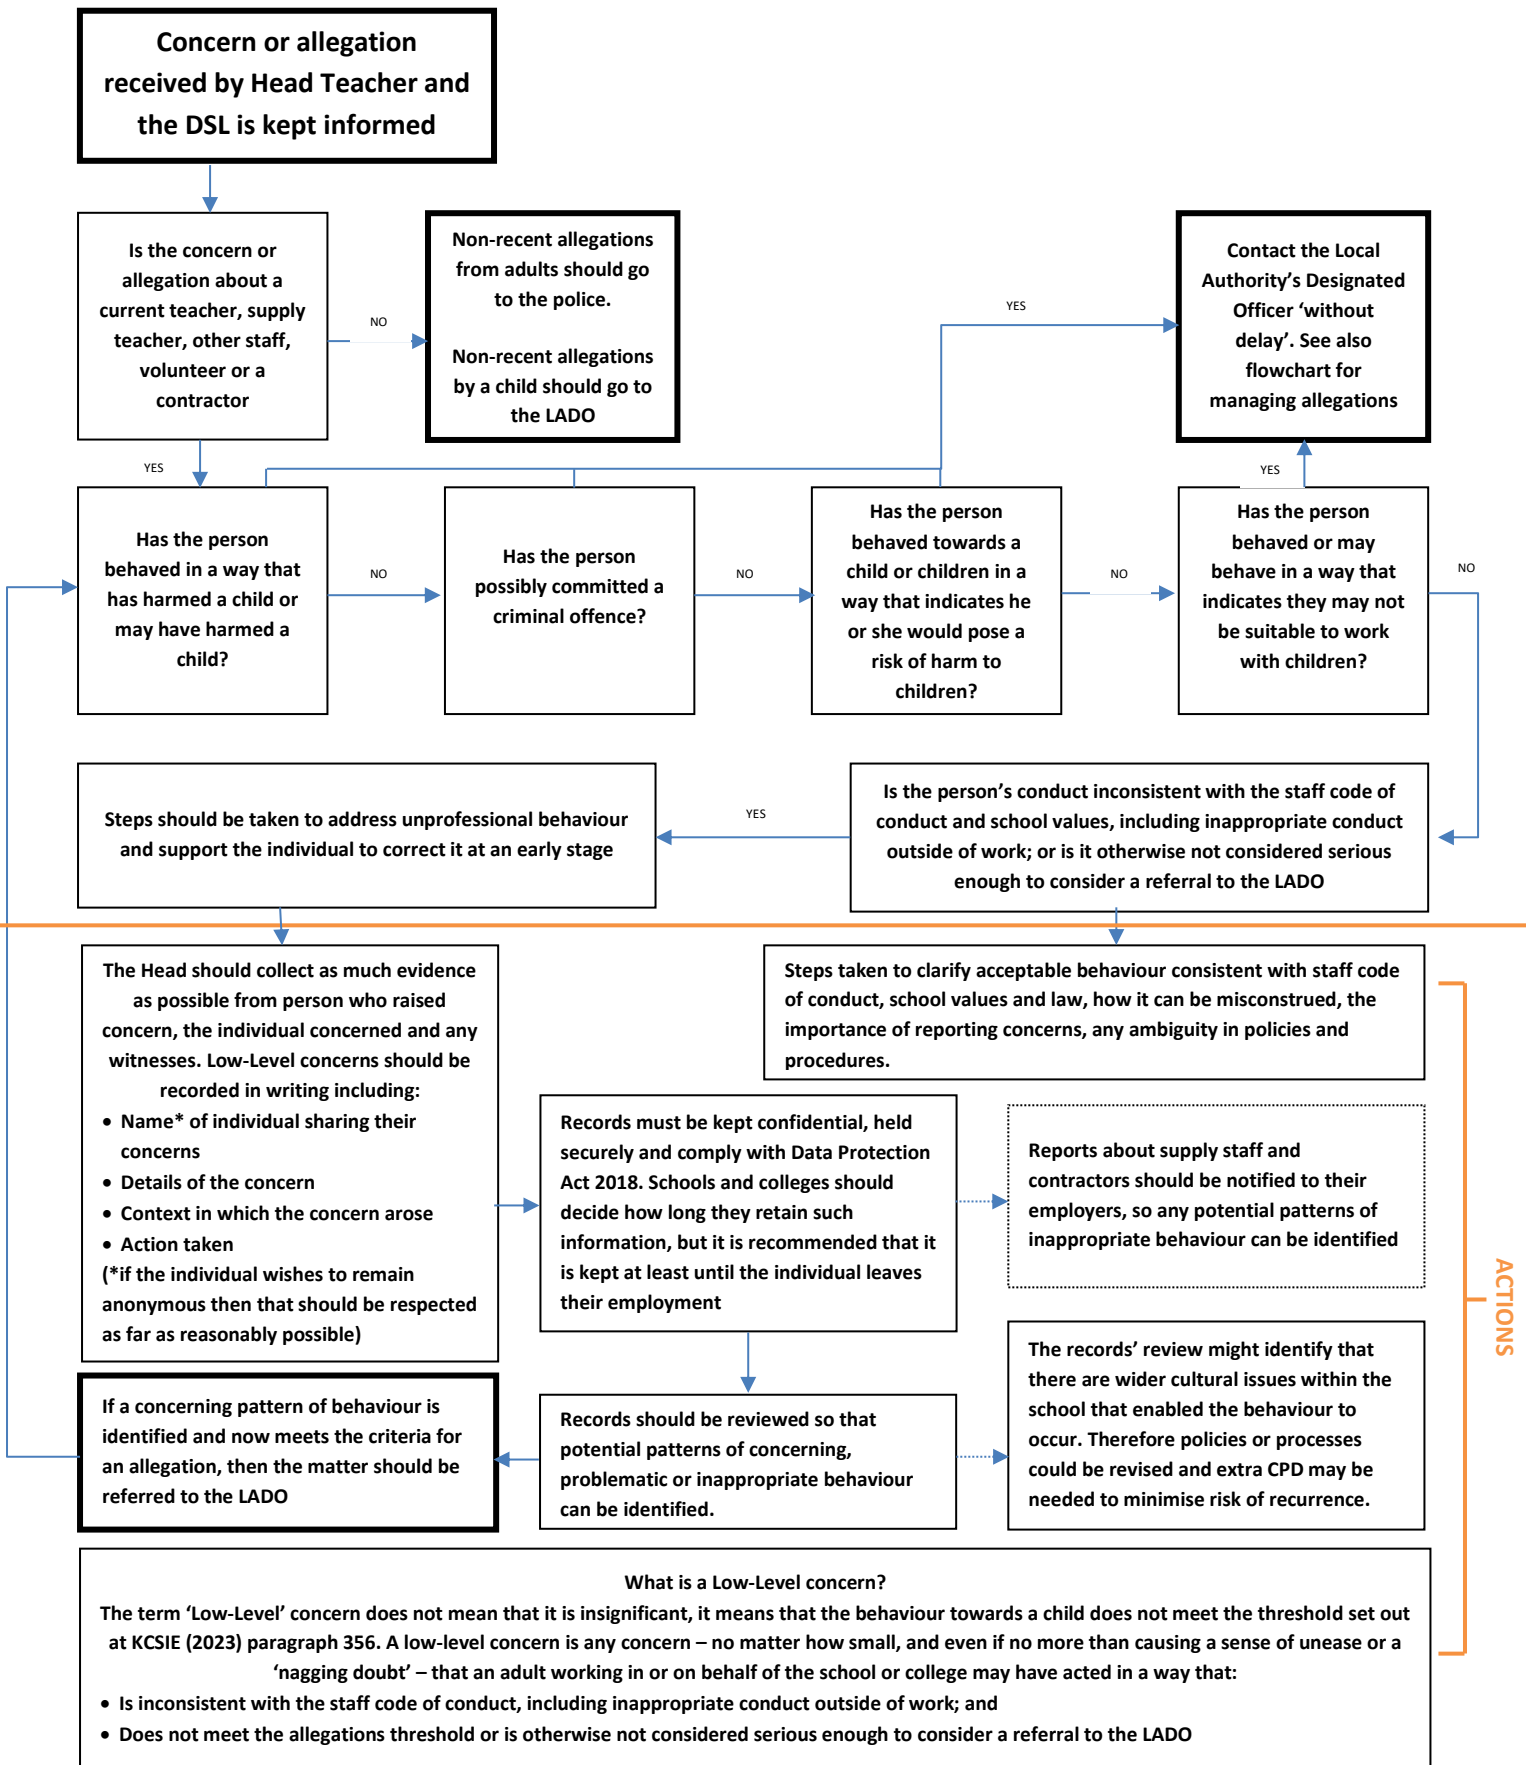 Concern or allegation
received by Head Teacher and
the DSL is kept informed
Is the concern or
allegation about a
current teacher, supply
teacher, other staff,
volunteer or a
contractor
NO
Non-recent allegations
from adults should go
to the police.
Non-recent allegations
by a child should go to
the LADO
YES
Contact the Local
Authority’s Designated
Officer ‘without
delay’. See also
flowchart for
managing allegations
YES
YES
Has the person
behaved in a way that
has harmed a child or
may have harmed a
child?
NO
Has the person
possibly committed a
criminal offence?
NO
Has the person
behaved towards a
child or children in a
way that indicates he
or she would pose a
risk of harm to
children?
NO
Has the person
behaved or may
behave in a way that
indicates they may not
be suitable to work
with children?
NO
Steps should be taken to address unprofessional behaviour
and support the individual to correct it at an early stage
YES
Is the person’s conduct inconsistent with the staff code of
conduct and school values, including inappropriate conduct
outside of work; or is it otherwise not considered serious
enough to consider a referral to the LADO
The Head should collect as much evidence
as possible from person who raised
concern, the individual concerned and any
witnesses. Low-Level concerns should be
recorded in writing including:
• Name* of individual sharing their
concerns
• Details of the concern
• Context in which the concern arose
• Action taken
(*if the individual wishes to remain
anonymous then that should be respected
as far as reasonably possible)
Steps taken to clarify acceptable behaviour consistent with staff code
of conduct, school values and law, how it can be misconstrued, the
importance of reporting concerns, any ambiguity in policies and
procedures.
Records must be kept confidential, held
securely and comply with Data Protection
Act 2018. Schools and colleges should
decide how long they retain such
information, but it is recommended that it
is kept at least until the individual leaves
their employment
Reports about supply staff and
contractors should be notified to their
employers, so any potential patterns of
inappropriate behaviour can be identified
ACTIONS
If a concerning pattern of behaviour is
identified and now meets the criteria for
an allegation, then the matter should be
referred to the LADO
Records should be reviewed so that
potential patterns of concerning,
problematic or inappropriate behaviour
can be identified.
The records’ review might identify that
there are wider cultural issues within the
school that enabled the behaviour to
occur. Therefore policies or processes
could be revised and extra CPD may be
needed to minimise risk of recurrence.
What is a Low-Level concern?
The term ‘Low-Level’ concern does not mean that it is insignificant, it means that the behaviour towards a child does not meet the threshold set out
at KCSIE (2023) paragraph 356. A low-level concern is any concern – no matter how small, and even if no more than causing a sense of unease or a
‘nagging doubt’ – that an adult working in or on behalf of the school or college may have acted in a way that:
• Is inconsistent with the staff code of conduct, including inappropriate conduct outside of work; and
• Does not meet the allegations threshold or is otherwise not considered serious enough to consider a referral to the LADO